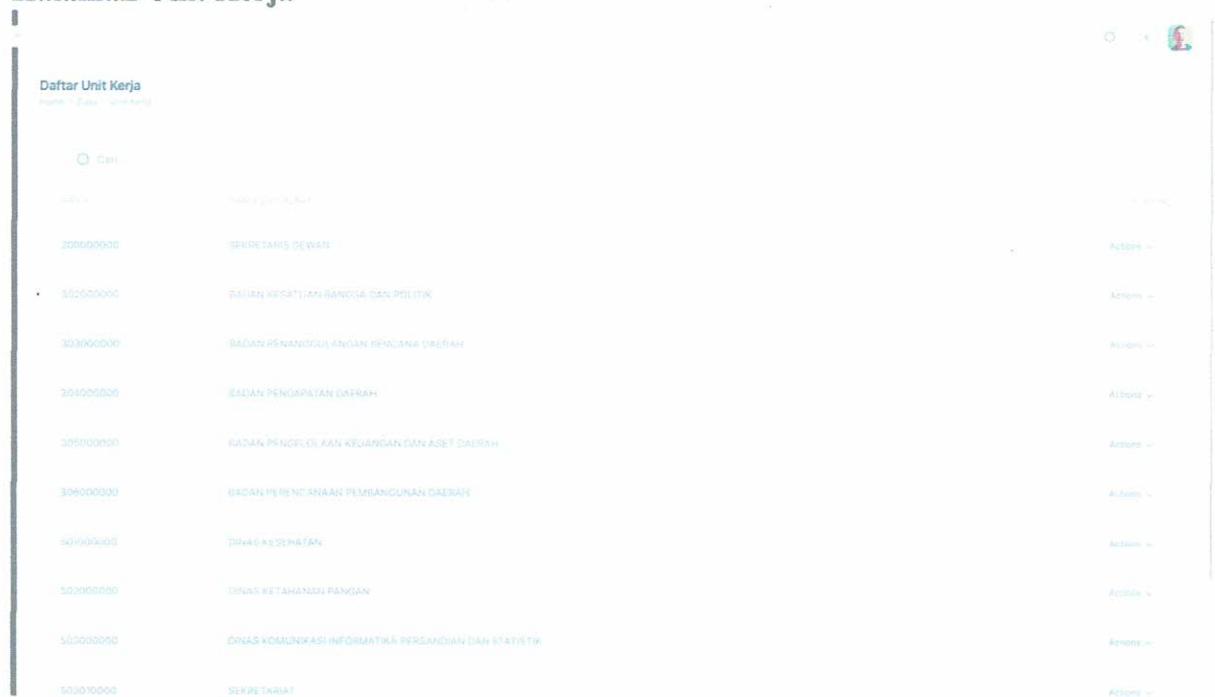 Daftar Unit Kerja
Cari
200000000 SEKRETARIS DEWAN Actions
302000000 BADAN KESATUAN BANGSA DAN POLITIK Actions
303000000 BADAN PENANGGULANGAN BENCANA DAERAH Actions
304000000 BADAN PENDAPATAN DAERAH Actions
305000000 BADAN PENGELOLAAN KEUANGAN DAN ASET DAERAH Actions
306000000 BADAN PERENCANAAN PEMBANGUNAN DAERAH Actions
501000000 DINAS KESEHATAN Actions
502000000 DINAS KETAHANAN PANGAN Actions
503000000 DINAS KOMUNIKASI INFORMATIKA PERSANDIAN DAN STATISTIK Actions
503010000 SEKRETARIAT Actions